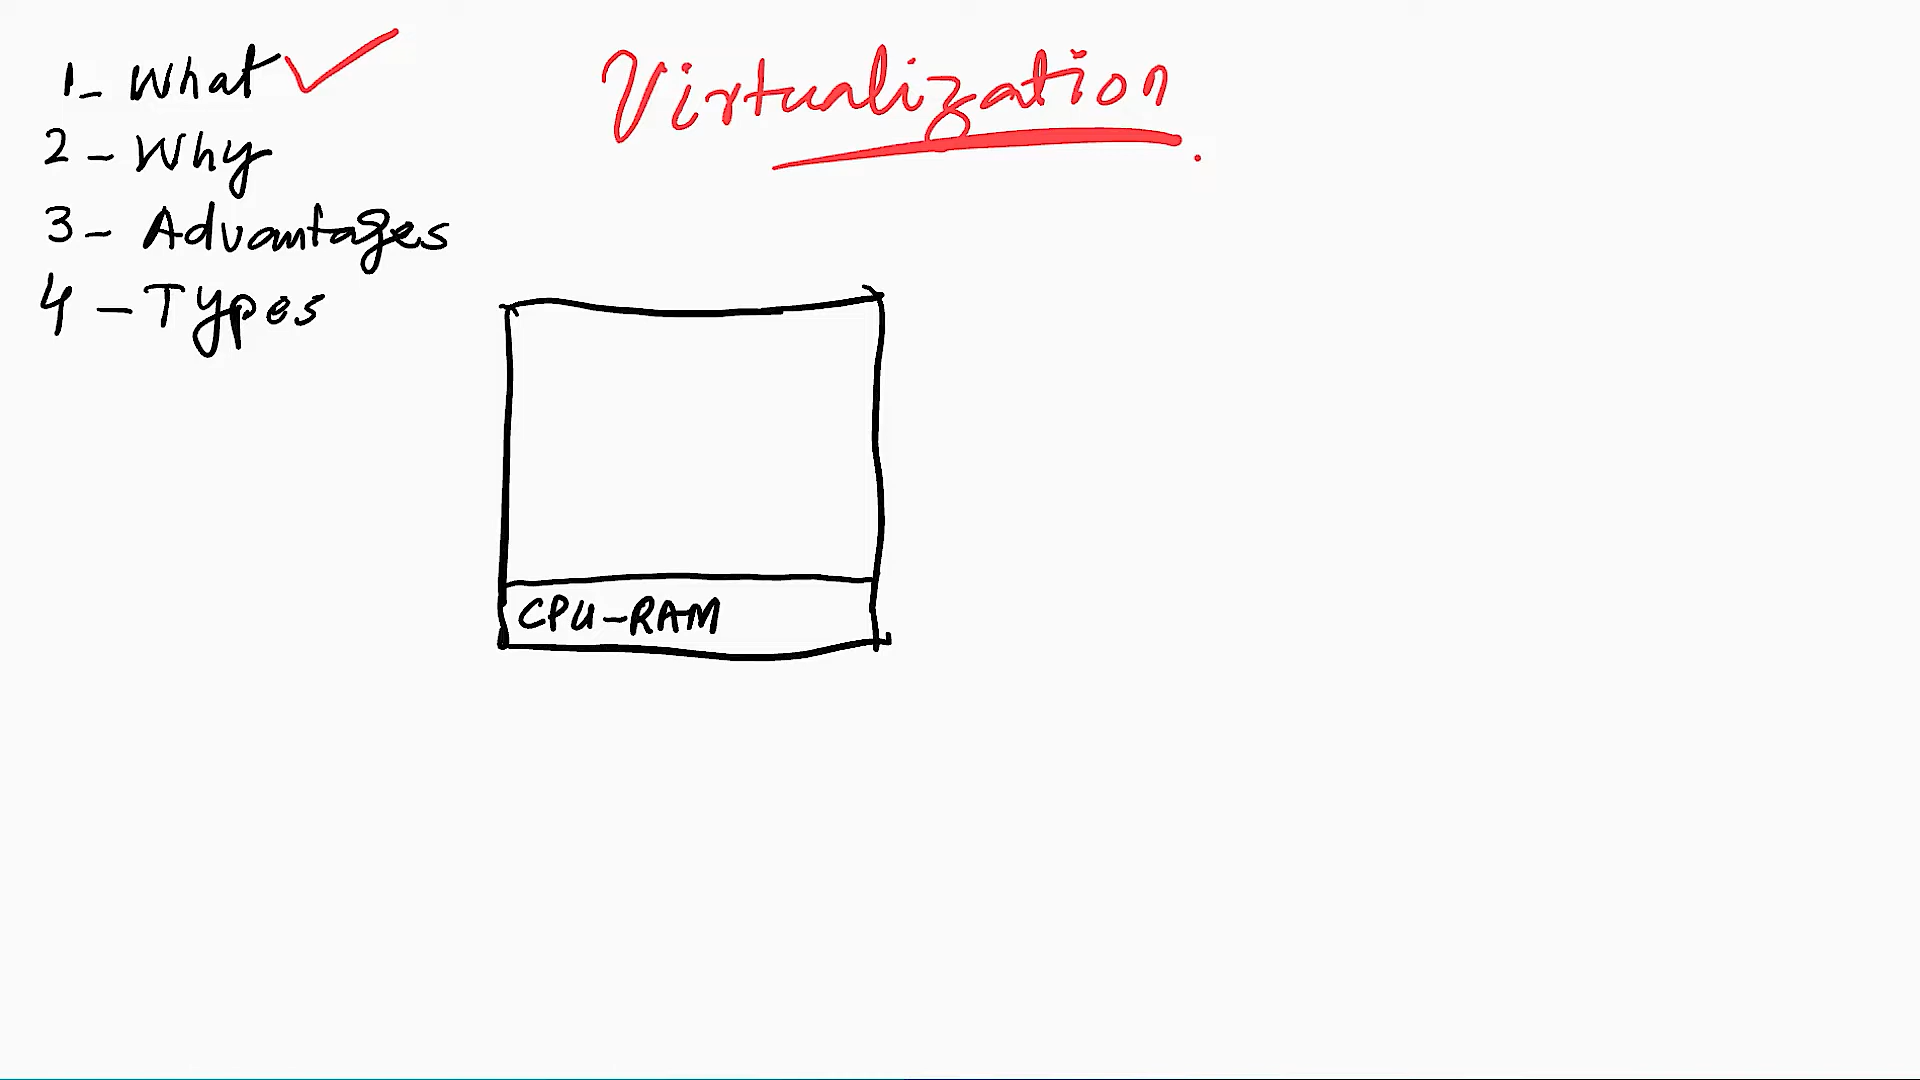 Virtualization
1- What
2- Why
3- Advantages
4- Types
CPU-RAM